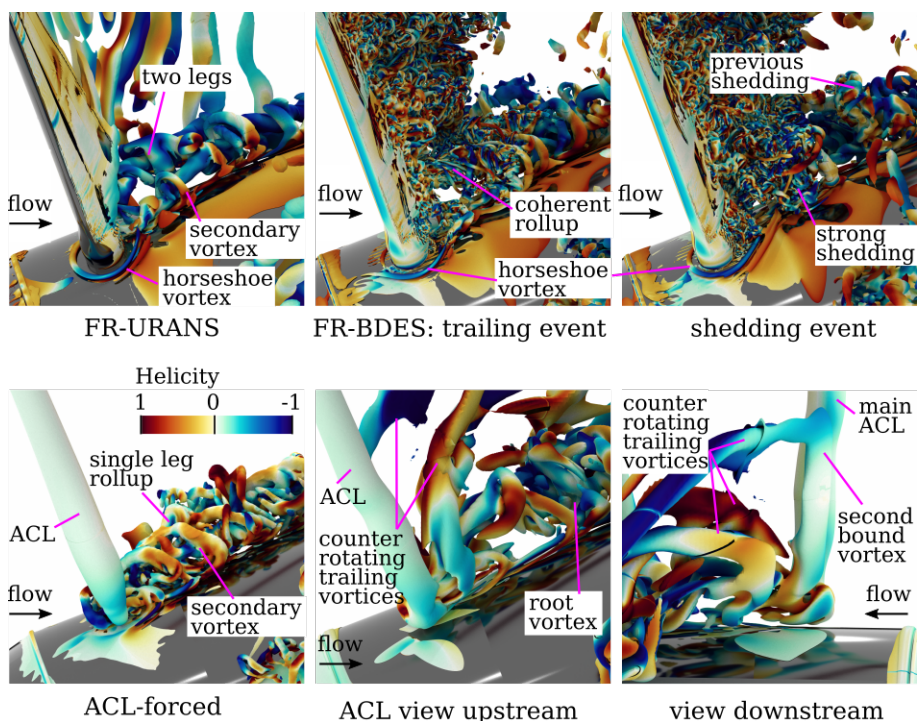 two legs
flow
secondary
vortex
horseshoe
vortex
FR-URANS
flow
coherent
rollup
horseshoe
vortex
FR-BDES: trailing event
previous
shedding
flow
strong
shedding
shedding event
Helicity
1 0 -1
single leg
rollup
ACL
flow
secondary
vortex
ACL-forced
ACL
counter
rotating
trailing
vortices
flow
root
vortex
ACL view upstream
counter
rotating
trailing
vortices
main
ACL
second
bound
vortex
flow
view downstream